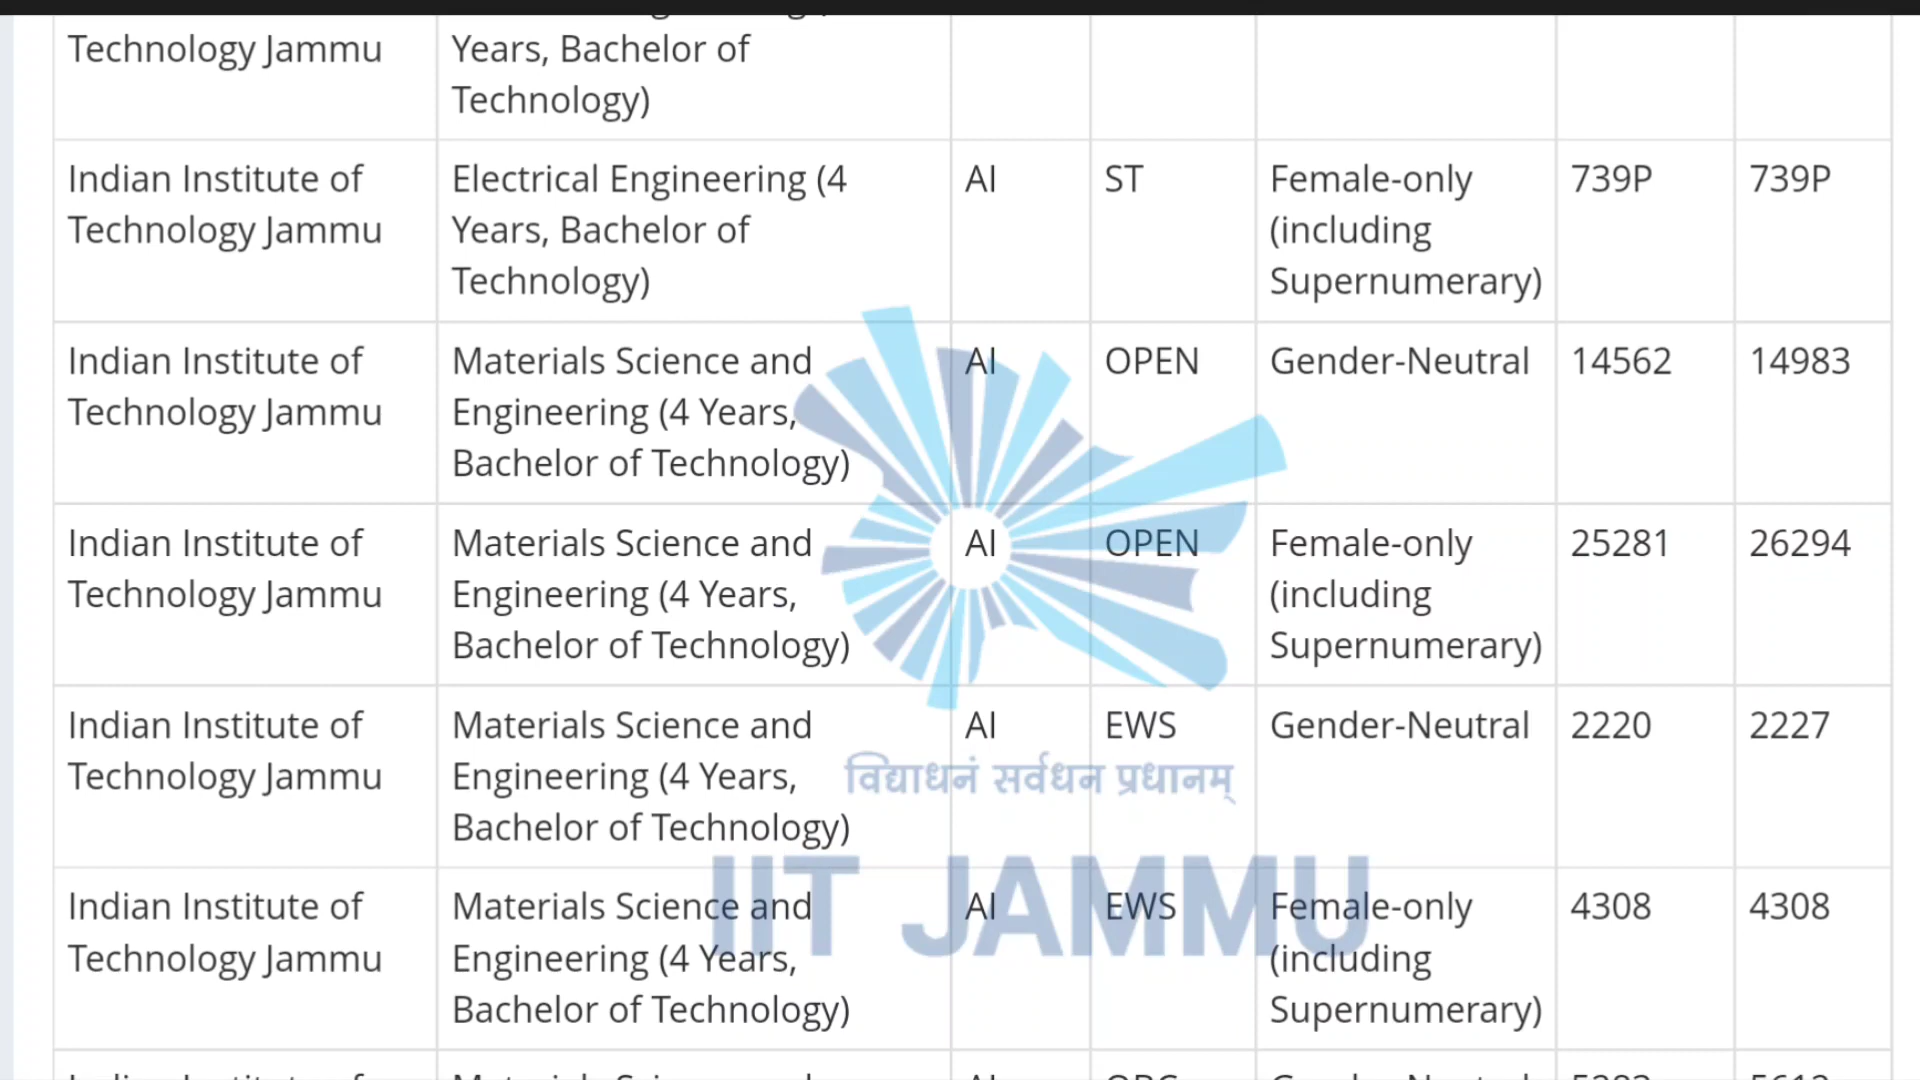 Technology Jammu
Years, Bachelor of
Technology)
Indian Institute of
Technology Jammu
Electrical Engineering (4
Years, Bachelor of
Technology)
AI
ST
Female-only
(including
Supernumerary)
739P
739P
Indian Institute of
Technology Jammu
Materials Science and
Engineering (4 Years,
Bachelor of Technology)
AI
OPEN
Gender-Neutral
14562
14983
Indian Institute of
Technology Jammu
Materials Science and
Engineering (4 Years,
Bachelor of Technology)
AI
OPEN
Female-only
(including
Supernumerary)
25281
26294
Indian Institute of
Technology Jammu
Materials Science and
Engineering (4 Years,
Bachelor of Technology)
AI
EWS
Gender-Neutral
2220
2227
विद्याधनं सर्वधन प्रधानम्
IIT JAMMU
Indian Institute of
Technology Jammu
Materials Science and
Engineering (4 Years,
Bachelor of Technology)
AI
EWS
Female-only
(including
Supernumerary)
4308
4308